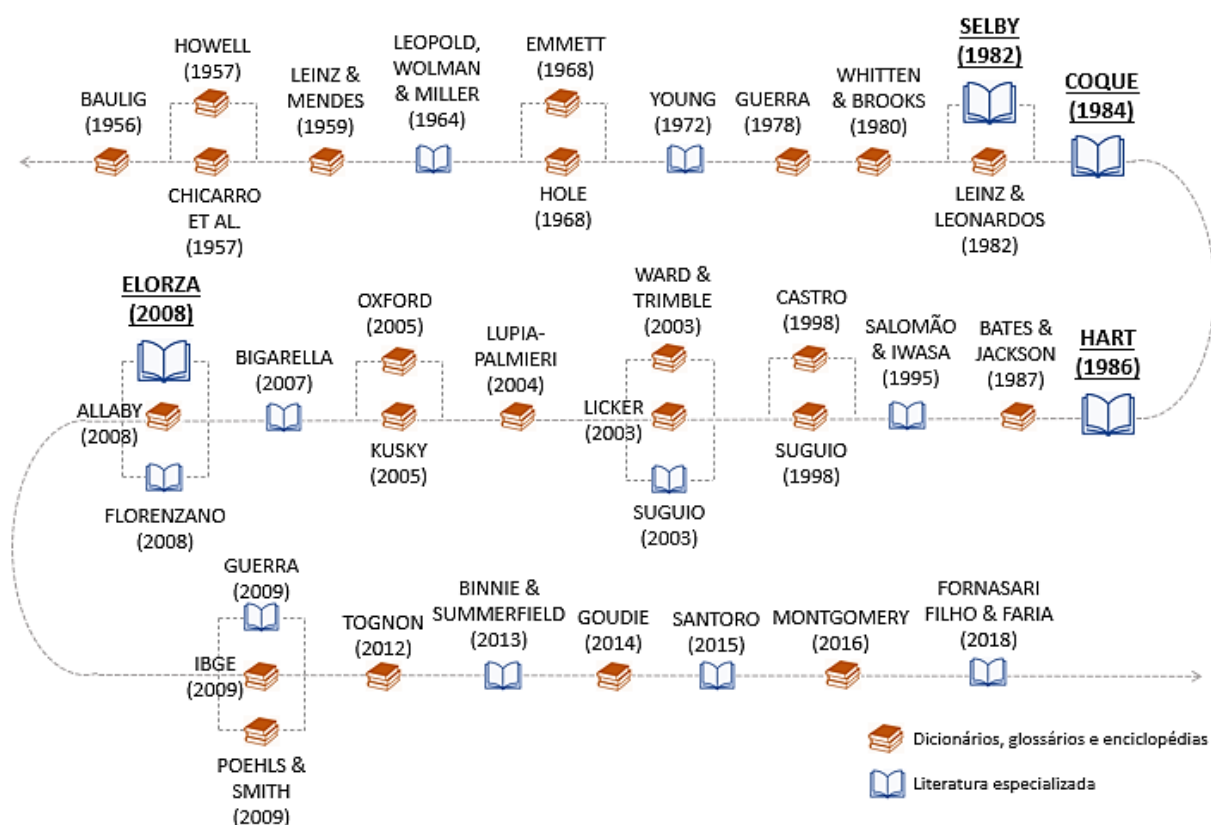 BAULIG
(1956)
HOWELL
(1957)
CHICARRO
ET AL.
(1957)
LEINZ &
MENDES
(1959)
LEOPOLD,
WOLMAN
& MILLER
(1964)
EMMETT
(1968)
HOLE
(1968)
YOUNG
(1972)
GUERRA
(1978)
WHITTEN
& BROOKS
(1980)
SELBY
(1982)
LEINZ &
LEONARDOS
(1982)
COQUE
(1984)
ELORZA
(2008)
ALLABY
(2008)
FLORENZANO
(2008)
BIGARELLA
(2007)
OXFORD
(2005)
KUSKY
(2005)
LUPIA-
PALMIERI
(2004)
WARD &
TRIMBLE
(2003)
LICKER
(2003)
SUGUIO
(2003)
CASTRO
(1998)
SUGUIO
(1998)
SALOMÃO
& IWASA
(1995)
BATES &
JACKSON
(1987)
HART
(1986)
GUERRA
(2009)
IBGE
(2009)
POEHLS &
SMITH
(2009)
TOGNON
(2012)
BINNIE &
SUMMERFIELD
(2013)
GOUDIE
(2014)
SANTORO
(2015)
MONTGOMERY
(2016)
FORNASARI
FILHO & FARIA
(2018)
Dicionários, glossários e enciclopédias
Literatura especializada